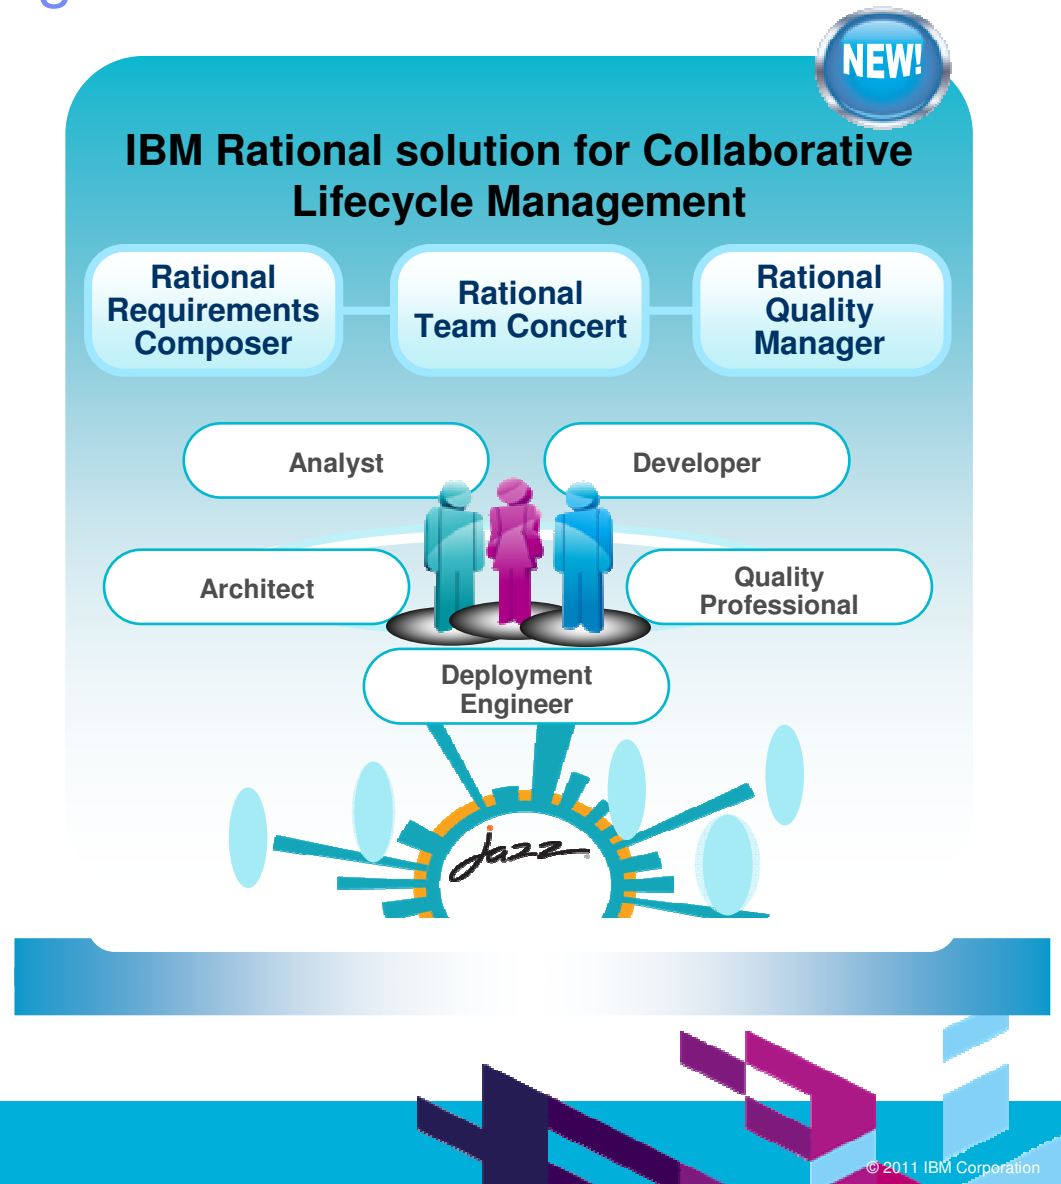 g
NEW!
IBM Rational solution for Collaborative
Lifecycle Management
Rational
Requirements
Composer
Rational
Team Concert
Rational
Quality
Manager
Analyst
Developer
Architect
Quality
Professional
Deployment
Engineer
jazz
© 2011 IBM Corporation